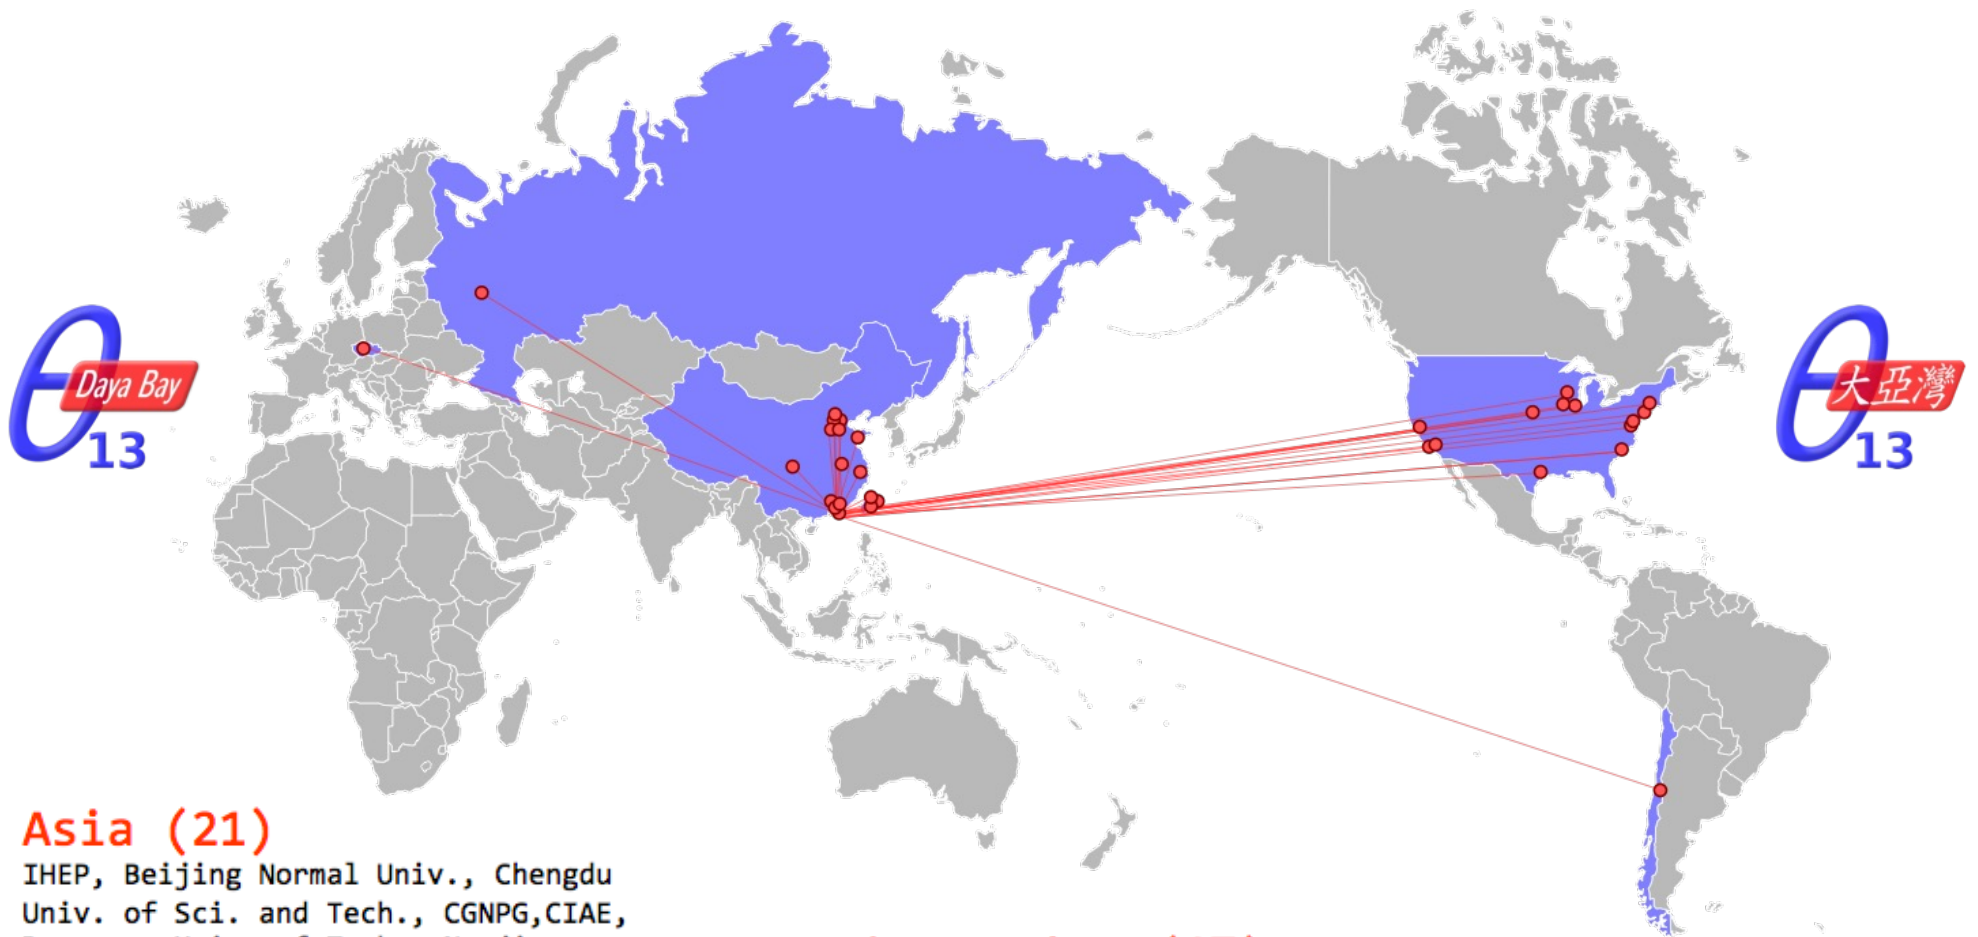 θ
Daya Bay
13
θ
大亞灣
13
Asia (21)
IHEP, Beijing Normal Univ., Chengdu
Univ. of Sci. and Tech., CGNPG,CIAE,